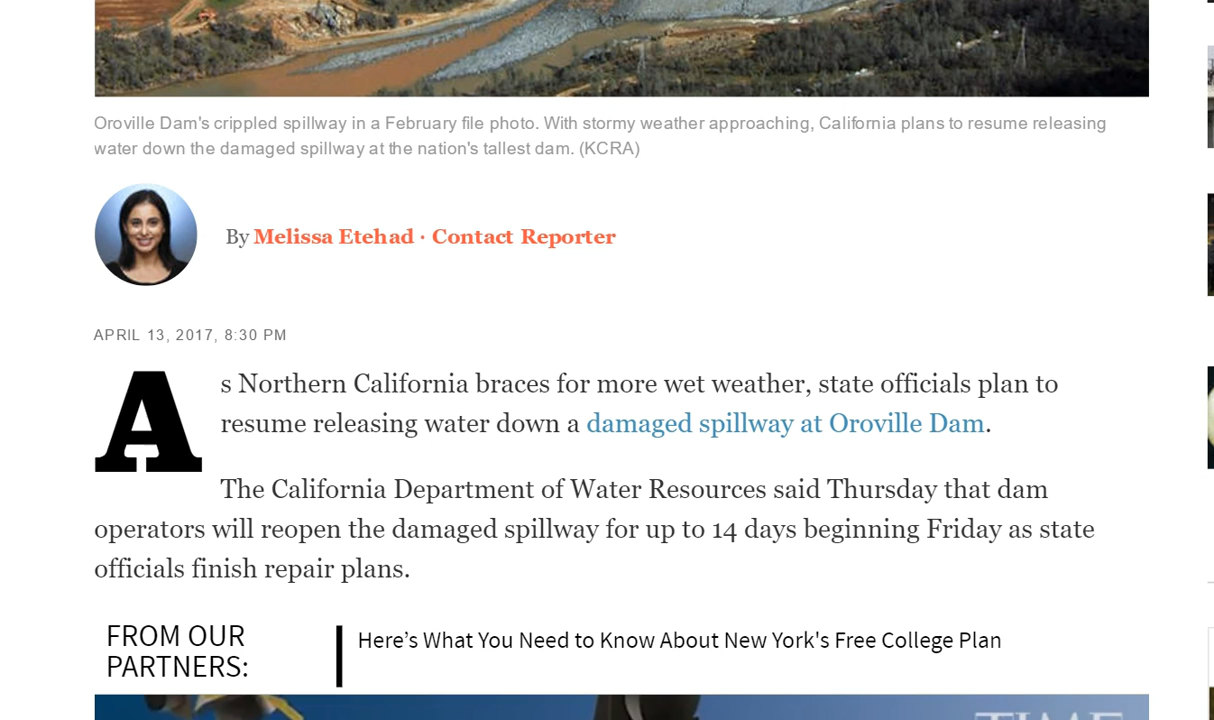 Oroville Dam's crippled spillway in a February file photo. With stormy weather approaching, California plans to resume releasing
water down the damaged spillway at the nation's tallest dam. (KCRA)
By Melissa Etehad · Contact Reporter
APRIL 13, 2017, 8:30 PM
As Northern California braces for more wet weather, state officials plan to
resume releasing water down a damaged spillway at Oroville Dam.
The California Department of Water Resources said Thursday that dam
operators will reopen the damaged spillway for up to 14 days beginning Friday as state
officials finish repair plans.
FROM OUR
PARTNERS:
Here’s What You Need to Know About New York's Free College Plan
TIME